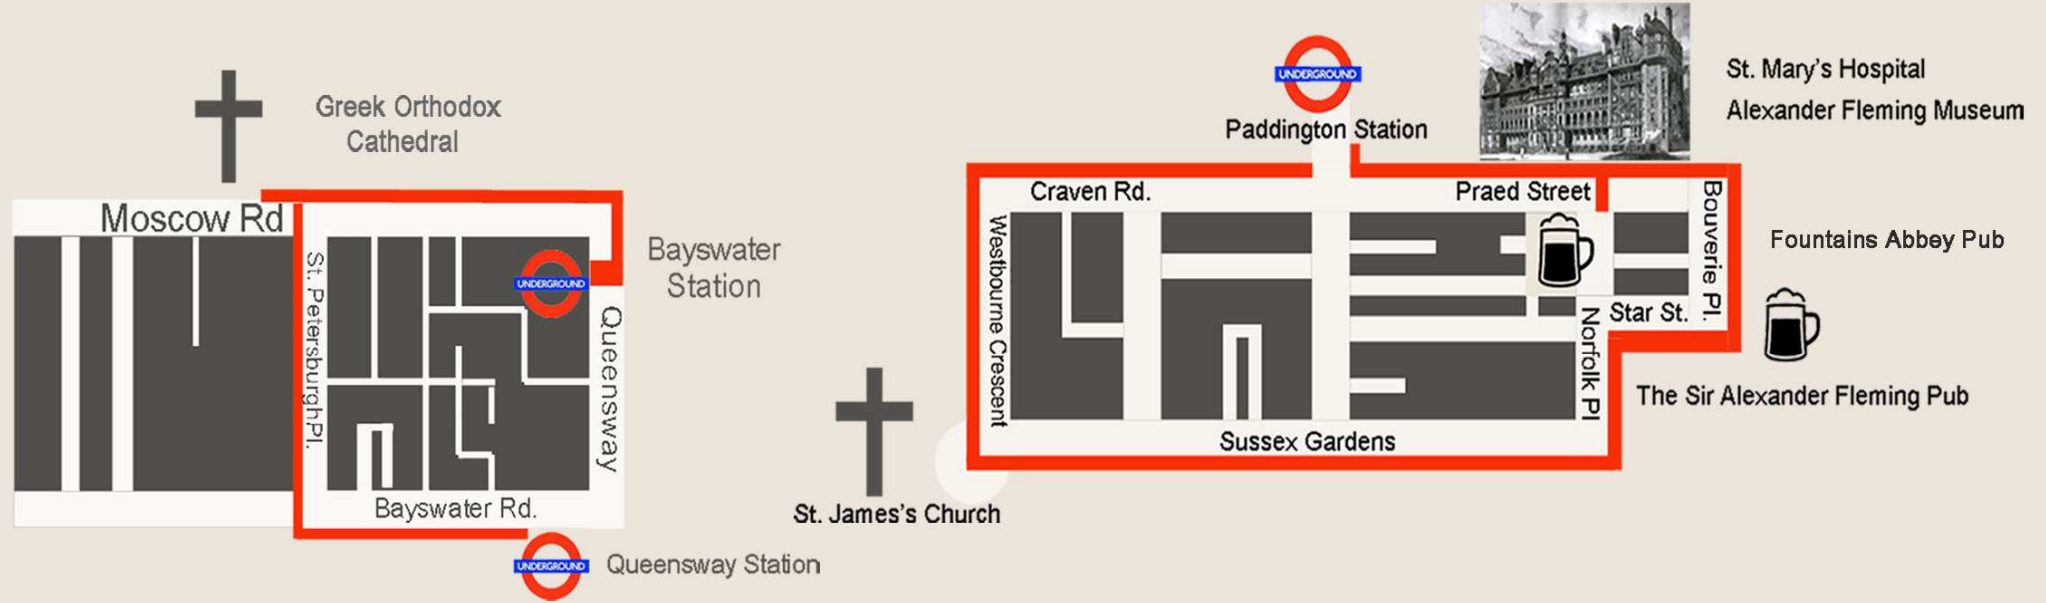 Greek Orthodox
Cathedral
Moscow Rd
St. PetersburghPl.
UNDERGROUND
Bayswater
Station
Queensway
Bayswater Rd.
UNDERGROUND
Queensway Station
UNDERGROUND
Paddington Station
St. Mary's Hospital
Alexander Fleming Museum
Craven Rd.
Praed Street
Bouverie Pl.
Westbourne Crescent
Fountains Abbey Pub
Star St.
Norfolk Pl
The Sir Alexander Fleming Pub
Sussex Gardens
St. James's Church